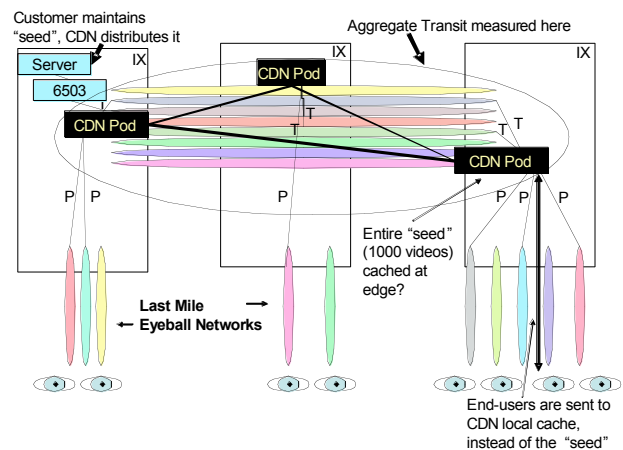 Customer maintains
“seed”, CDN distributes it
Aggregate Transit measured here
IX
IX
IX
Server
6503
CDN Pod
CDN Pod
CDN Pod
T
T
T
T
P
P
P
P
P
P
Entire “seed”
(1000 videos)
cached at
edge?
Last Mile
Eyeball Networks
End-users are sent to
CDN local cache,
instead of the “seed”